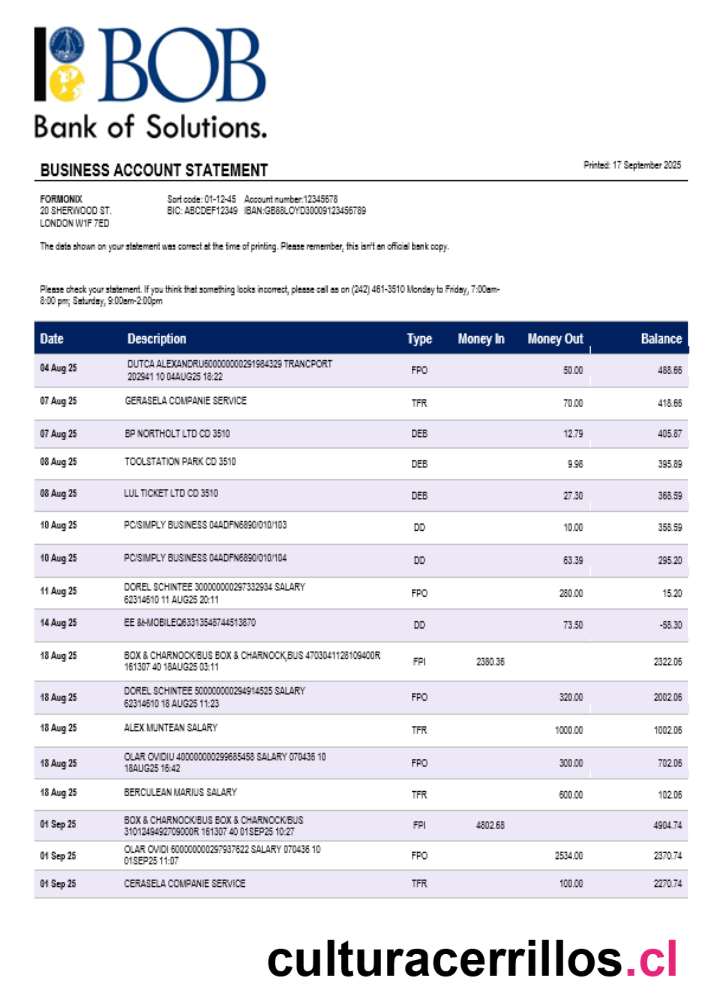 BOB
Bank of Solutions.
BUSINESS ACCOUNT STATEMENT
Printed: 17 September 2025
FORMONIX
20 SHERWOOD ST.
LONDON W1F 7ED
Sort code: 01-12-45 Account number:12345678
BIC: ABCDEF12349 IBAN:GB88LOYD30009123456789
The data shown on your statement was correct at the time of printing. Please remember, this isn't an official bank copy.
Please check your statement. If you think that something looks incorrect, please call as on (242) 461-3510 Monday to Friday, 7:00am-
8:00 pm; Saturday, 9:00am-2:00pm
Date Description Type Money In Money Out Balance
04 Aug 25 DUTCA ALEXANDRU600000000291984329 TRANCPORT
202941 10 04AUG25 18:22 FPO 50.00 488.66
07 Aug 25 GERASELA COMPANIE SERVICE TFR 70.00 418.66
07 Aug 25 BP NORTHOLT LTD CD 3510 DEB 12.79 405.87
08 Aug 25 TOOLSTATION PARK CD 3510 DEB 9.98 395.89
08 Aug 25 LUL TICKET LTD CD 3510 DEB 27.30 368.59
10 Aug 25 PC/SIMPLY BUSINESS 04ADFN6890/010/103 DD 10.00 358.59
10 Aug 25 PC/SIMPLY BUSINESS 04ADFN6890/010/104 DD 63.39 295.20
11 Aug 25 DOREL SCHINTEE 300000000297332934 SALARY
62314610 11 AUG25 20:11 FPO 280.00 15.20
14 Aug 25 EE &t-MOBILEQ63313548744513870 DD 73.50 -58.30
18 Aug 25 BOX & CHARNOCK/BUS BOX & CHARNOCK,BUS 4703041128109400R
161307 40 18AUG25 03:11 FPI 2380.36 2322.06
18 Aug 25 DOREL SCHINTEE 500000000294914525 SALARY
62314610 18 AUG25 11:23 FPO 320.00 2002.06
18 Aug 25 ALEX MUNTEAN SALARY TFR 1000.00 1002.06
18 Aug 25 OLAR OVIDIU 400000000299685458 SALARY 070436 10
18AUG25 16:42 FPO 300.00 702.06
18 Aug 25 BERCULEAN MARIUS SALARY TFR 600.00 102.06
01 Sep 25 BOX & CHARNOCK/BUS BOX & CHARNOCK/BUS
3101249492709000R 161307 40 01SEP25 10:27 FPI 4802.68 4904.74
01 Sep 25 OLAR OVIDI 600000000297937622 SALARY 070436 10
01SEP25 11:07 FPO 2534.00 2370.74
01 Sep 25 CERASELA COMPANIE SERVICE TFR 100.00 2270.74
culturacerrillos.cl